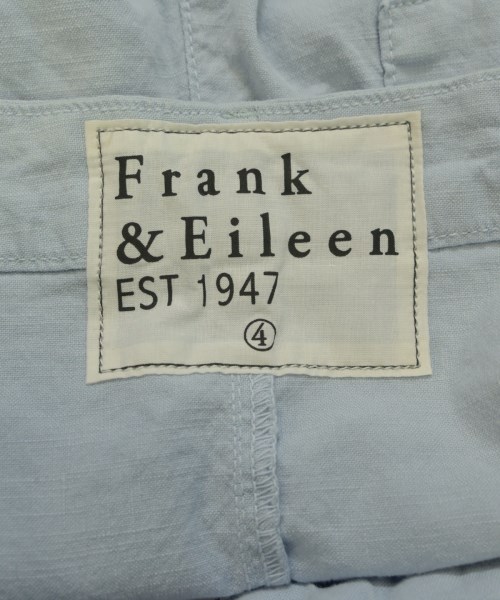 Frank
& Eileen
EST 1947
④